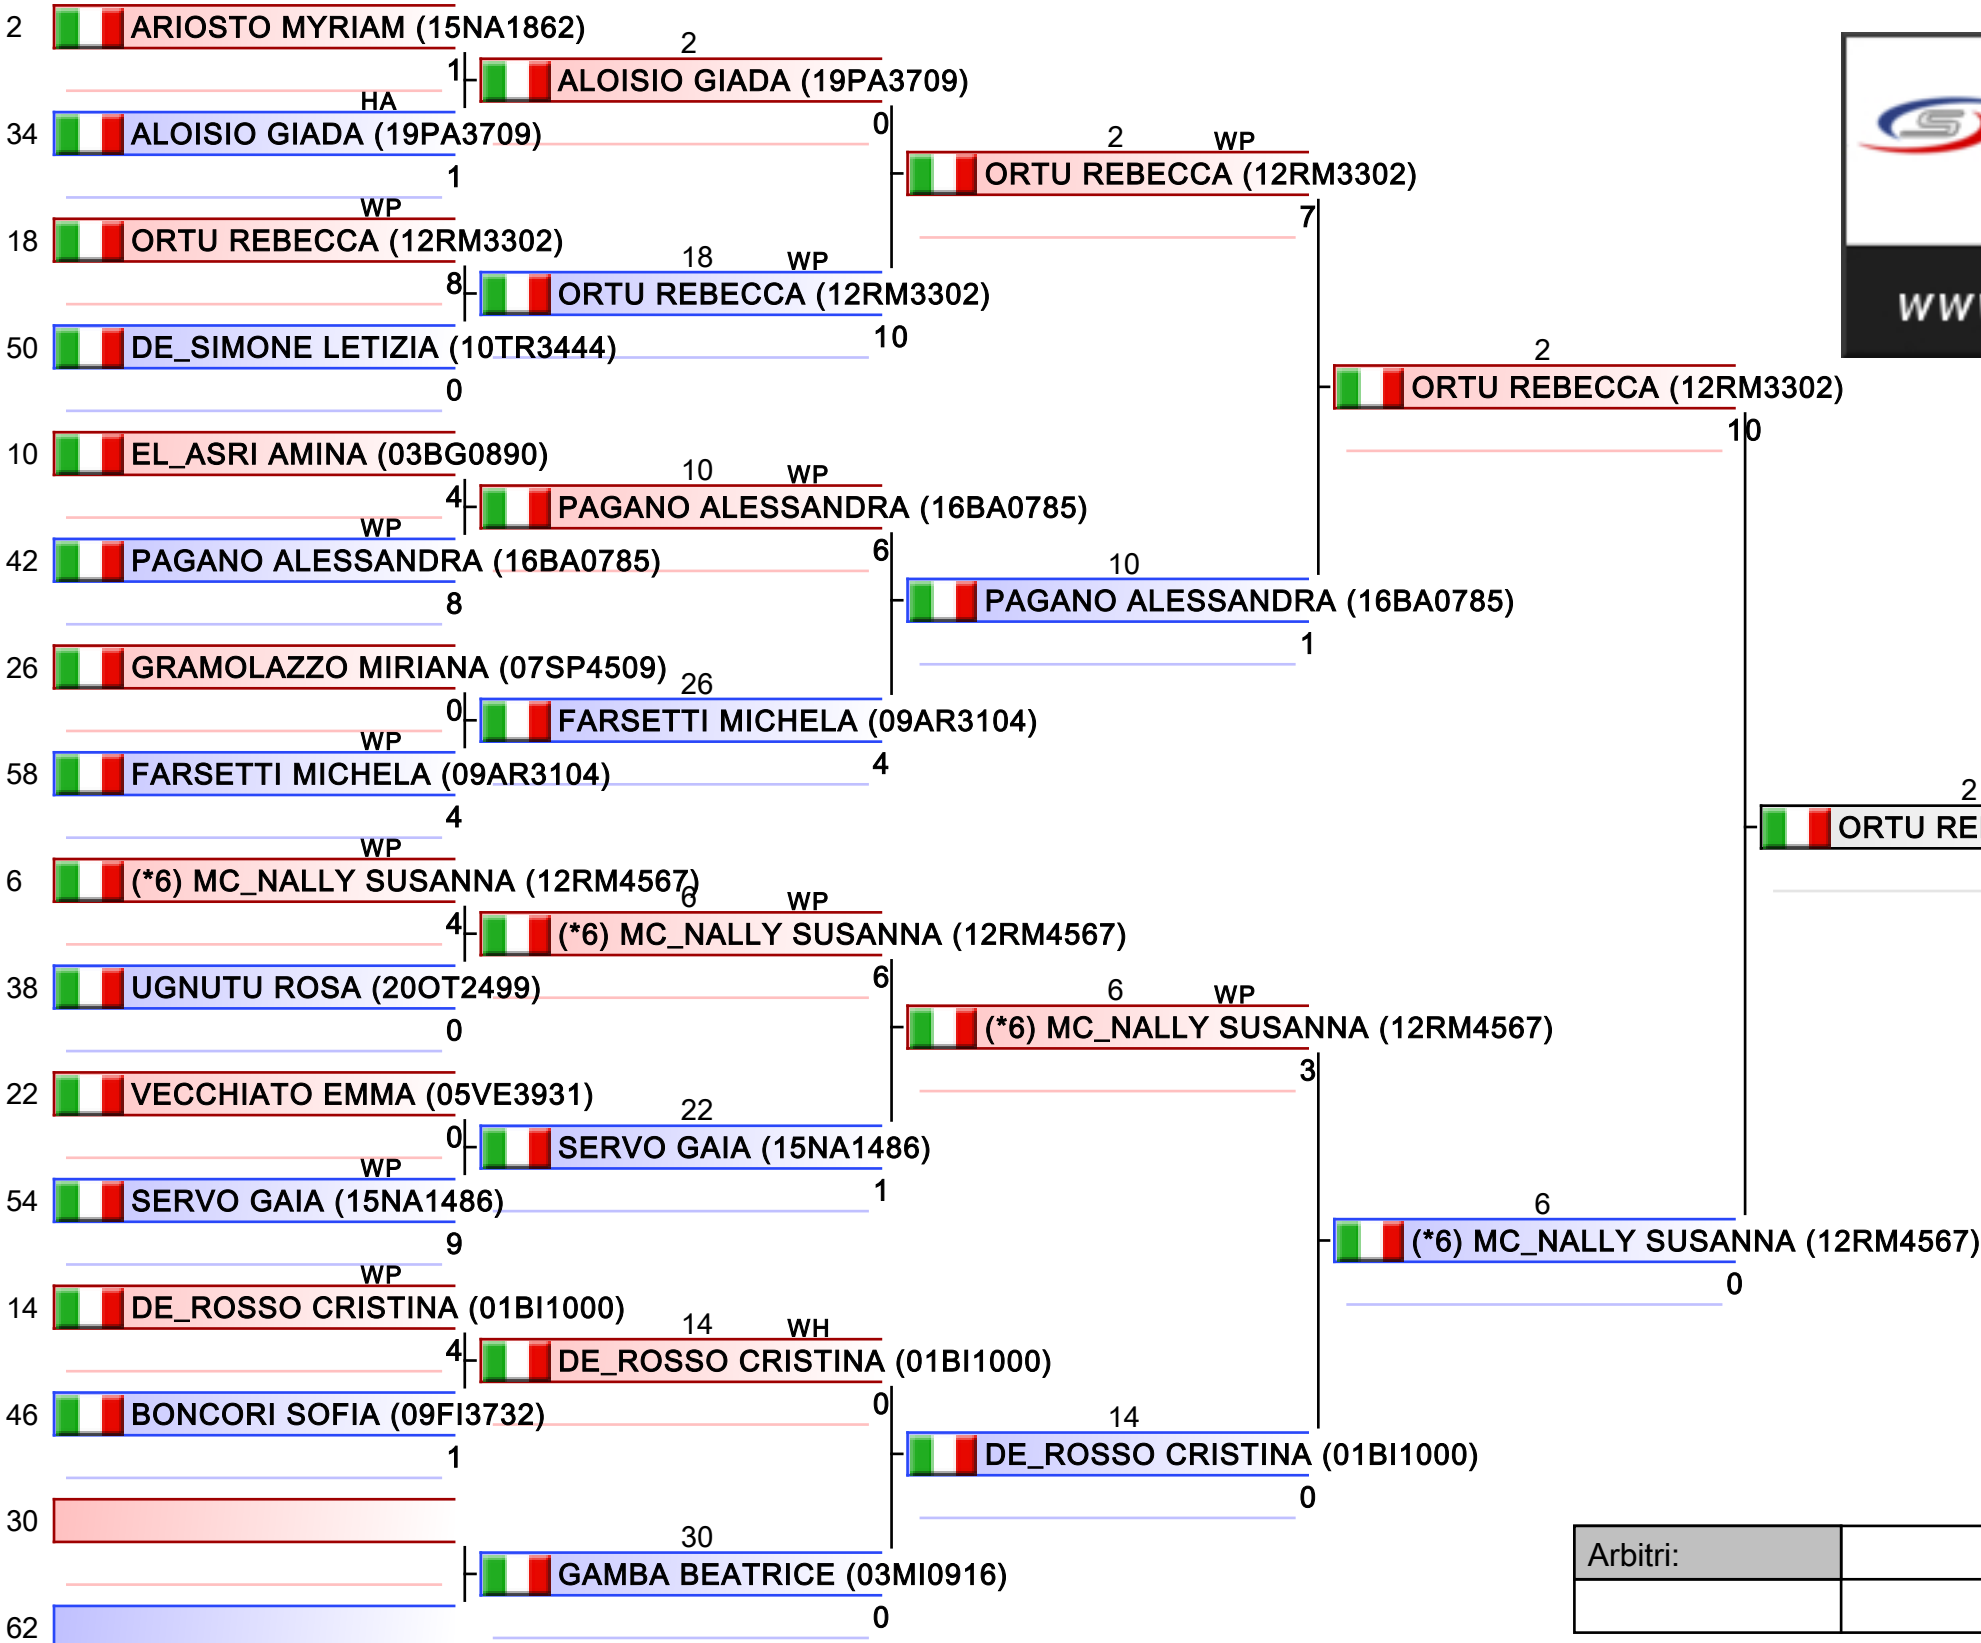 2 ARIOSTO MYRIAM (15NA1862)
1
HA
34 ALOISIO GIADA (19PA3709)
1
WP
18 ORTU REBECCA (12RM3302)
8
50 DE_SIMONE LETIZIA (10TR3444)
0
10 EL_ASRI AMINA (03BG0890)
4
WP
42 PAGANO ALESSANDRA (16BA0785)
8
26 GRAMOLAZZO MIRIANA (07SP4509)
0
WP
58 FARSETTI MICHELA (09AR3104)
4
WP
6 (*6) MC_NALLY SUSANNA (12RM4567)
4
38 UGNUTU ROSA (20OT2499)
0
22 VECCHIATO EMMA (05VE3931)
0
WP
54 SERVO GAIA (15NA1486)
9
WP
14 DE_ROSSO CRISTINA (01BI1000)
4
46 BONCORI SOFIA (09FI3732)
1
30
62
2
ALOISIO GIADA (19PA3709)
0
18 WP
ORTU REBECCA (12RM3302)
10
10 WP
PAGANO ALESSANDRA (16BA0785)
6
26
FARSETTI MICHELA (09AR3104)
4
6 WP
(*6) MC_NALLY SUSANNA (12RM4567)
6
22
SERVO GAIA (15NA1486)
1
14 WH
DE_ROSSO CRISTINA (01BI1000)
0
30
GAMBA BEATRICE (03MI0916)
0
2 WP
ORTU REBECCA (12RM3302)
7
10
PAGANO ALESSANDRA (16BA0785)
1
6 WP
(*6) MC_NALLY SUSANNA (12RM4567)
3
14
DE_ROSSO CRISTINA (01BI1000)
0
2
ORTU REBECCA (12RM3302)
10
6
(*6) MC_NALLY SUSANNA (12RM4567)
0
2
ORTU
S
Arbitri: